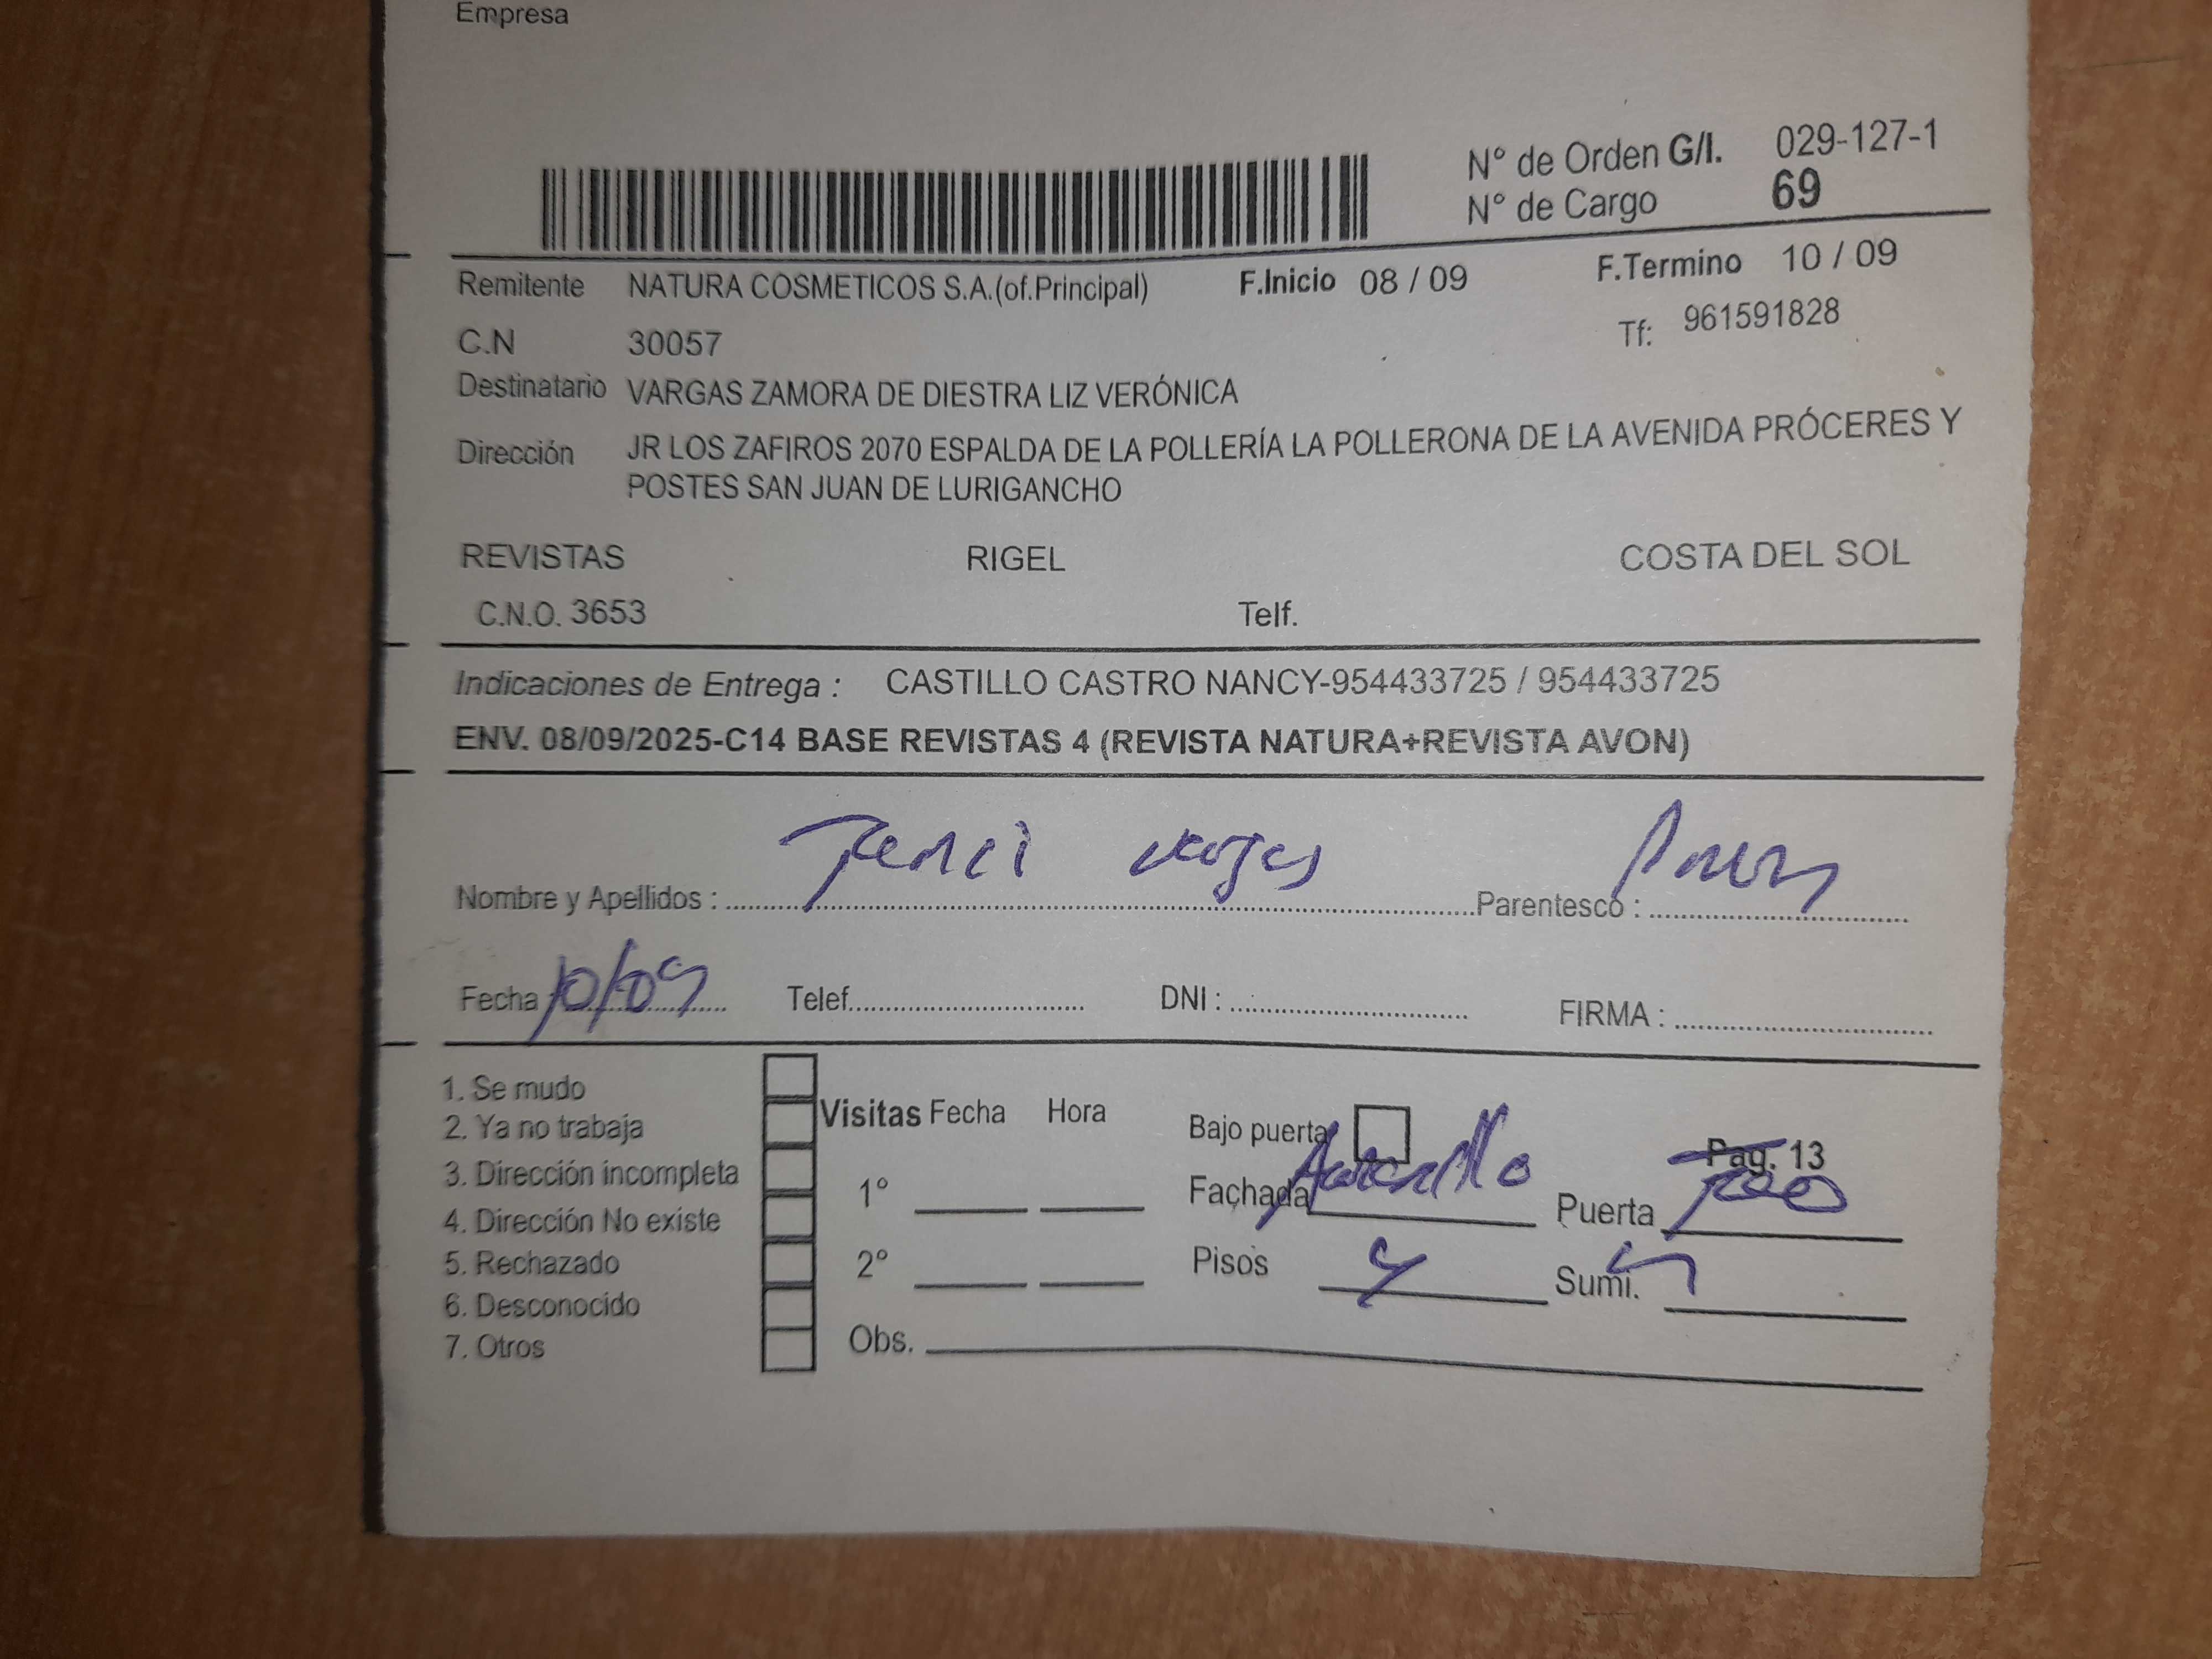 Empresa
N° de Orden G/I. 029-127-1
N° de Cargo 69
Remitente NATURA COSMETICOS S.A.(of.Principal) F.Inicio 08 / 09 F.Termino 10 / 09
C.N 30057 Tf: 961591828
Destinatario VARGAS ZAMORA DE DIESTRA LIZ VERÓNICA
Dirección JR LOS ZAFIROS 2070 ESPALDA DE LA POLLERÍA LA POLLERONA DE LA AVENIDA PRÓCERES Y
POSTES SAN JUAN DE LURIGANCHO
REVISTAS RIGEL COSTA DEL SOL
C.N.O. 3653 Telf.
Indicaciones de Entrega : CASTILLO CASTRO NANCY-954433725 / 954433725
ENV. 08/09/2025-C14 BASE REVISTAS 4 (REVISTA NATURA+REVISTA AVON)
Nombre y Apellidos : Vargas Parentesco :
Fecha 10/09 Telef. DNI : FIRMA :
1. Se mudo
2. Ya no trabaja
3. Dirección incompleta
4. Dirección No existe
5. Rechazado
6. Desconocido
7. Otros
Visitas Fecha Hora
1°
2°
Obs.
Bajo puerta Pag. 13
Fachada Amarillo Puerta
Pisos 4 Sumi.